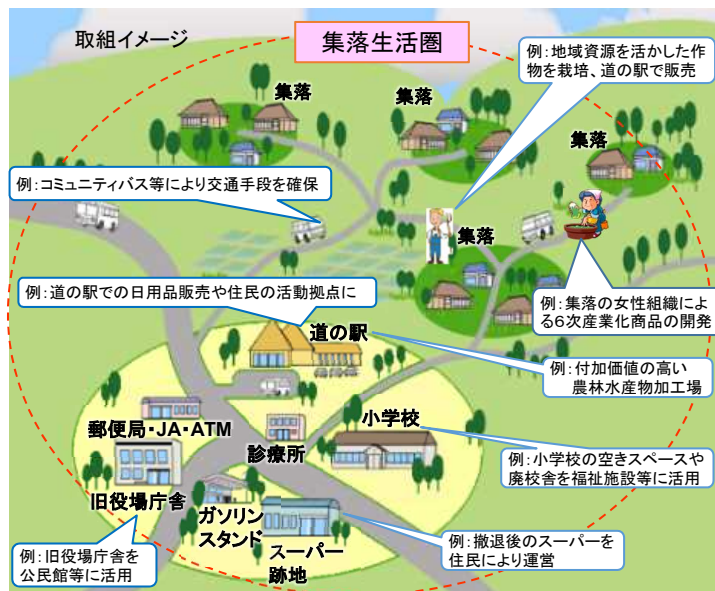 取組イメージ
集落生活圏
例：地域資源を活かした作
物を栽培、道の駅で販売
集落
集落
集落
例：コミュニティバス等により交通手段を確保
集落
例：道の駅での日用品販売や住民の活動拠点に
例：集落の女性組織によ
る6次産業化商品の開発
道の駅
例：付加価値の高い
農林水産物加工場
郵便局・JA・ATM
小学校
診療所
例：小学校の空きスペースや
廃校舎を福祉施設等に活用
旧役場庁舎
ガソリン
スタンド
例：旧役場庁舎を
公民館等に活用
スーパー
跡地
例：撤退後のスーパーを
住民により運営